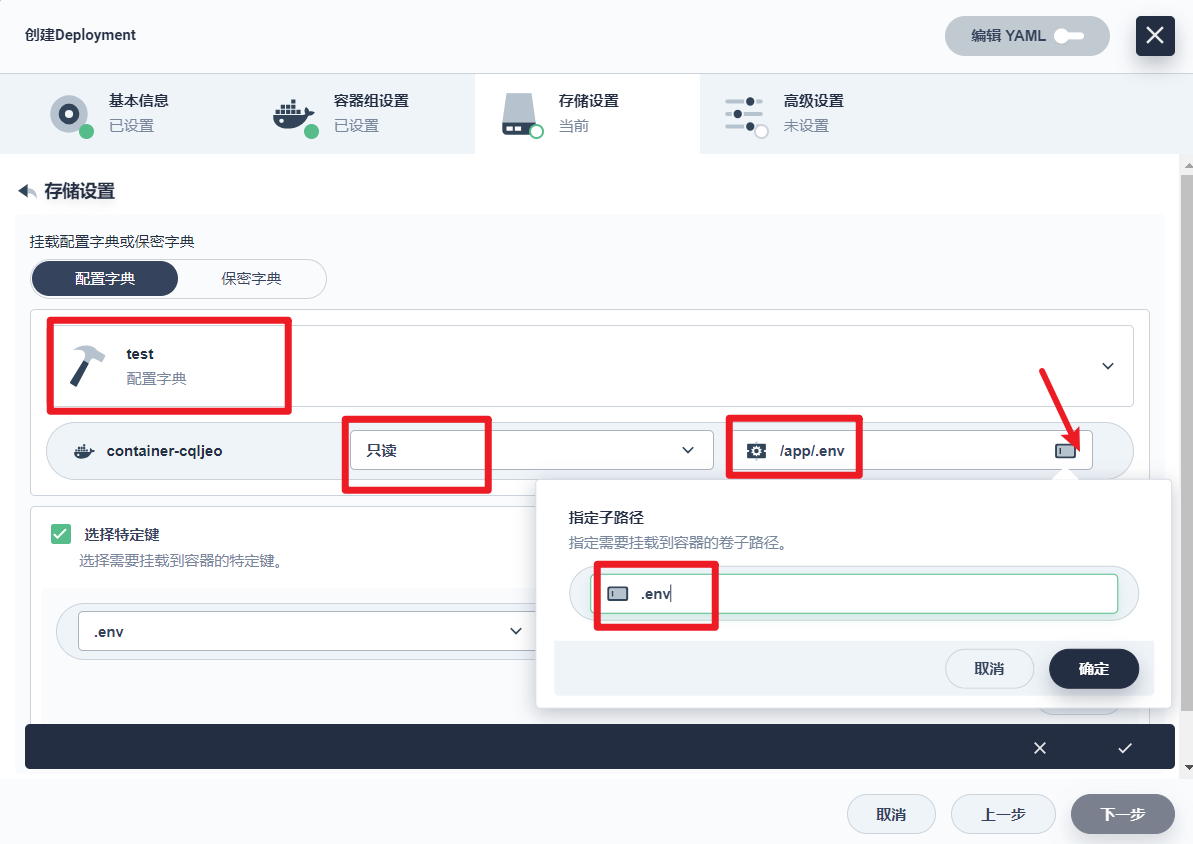 创建Deployment
编辑 YAML
基本信息
已设置
容器组设置
已设置
存储设置
当前
高级设置
未设置
存储设置
挂载配置字典或保密字典
配置字典
保密字典
test
配置字典
container-cqljeo
只读
/app/.env
指定子路径
指定需要挂载到容器的卷子路径。
.env
取消
确定
选择特定键
选择需要挂载到容器的特定键。
.env
取消
上一步
下一步